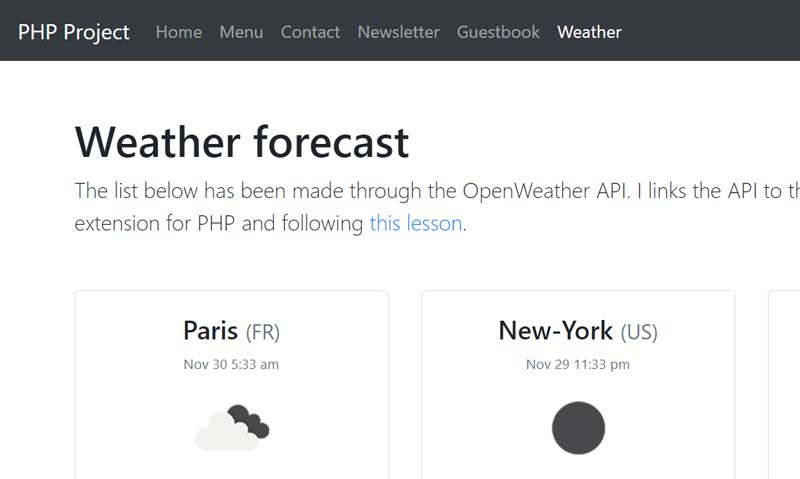 PHP Project Home Menu Contact Newsletter Guestbook Weather
Weather forecast
The list below has been made through the OpenWeather API. I links the API to
extension for PHP and following this lesson.
Paris (FR) New-York (US)
Nov 30 5:33 am Nov 29 11:33 pm